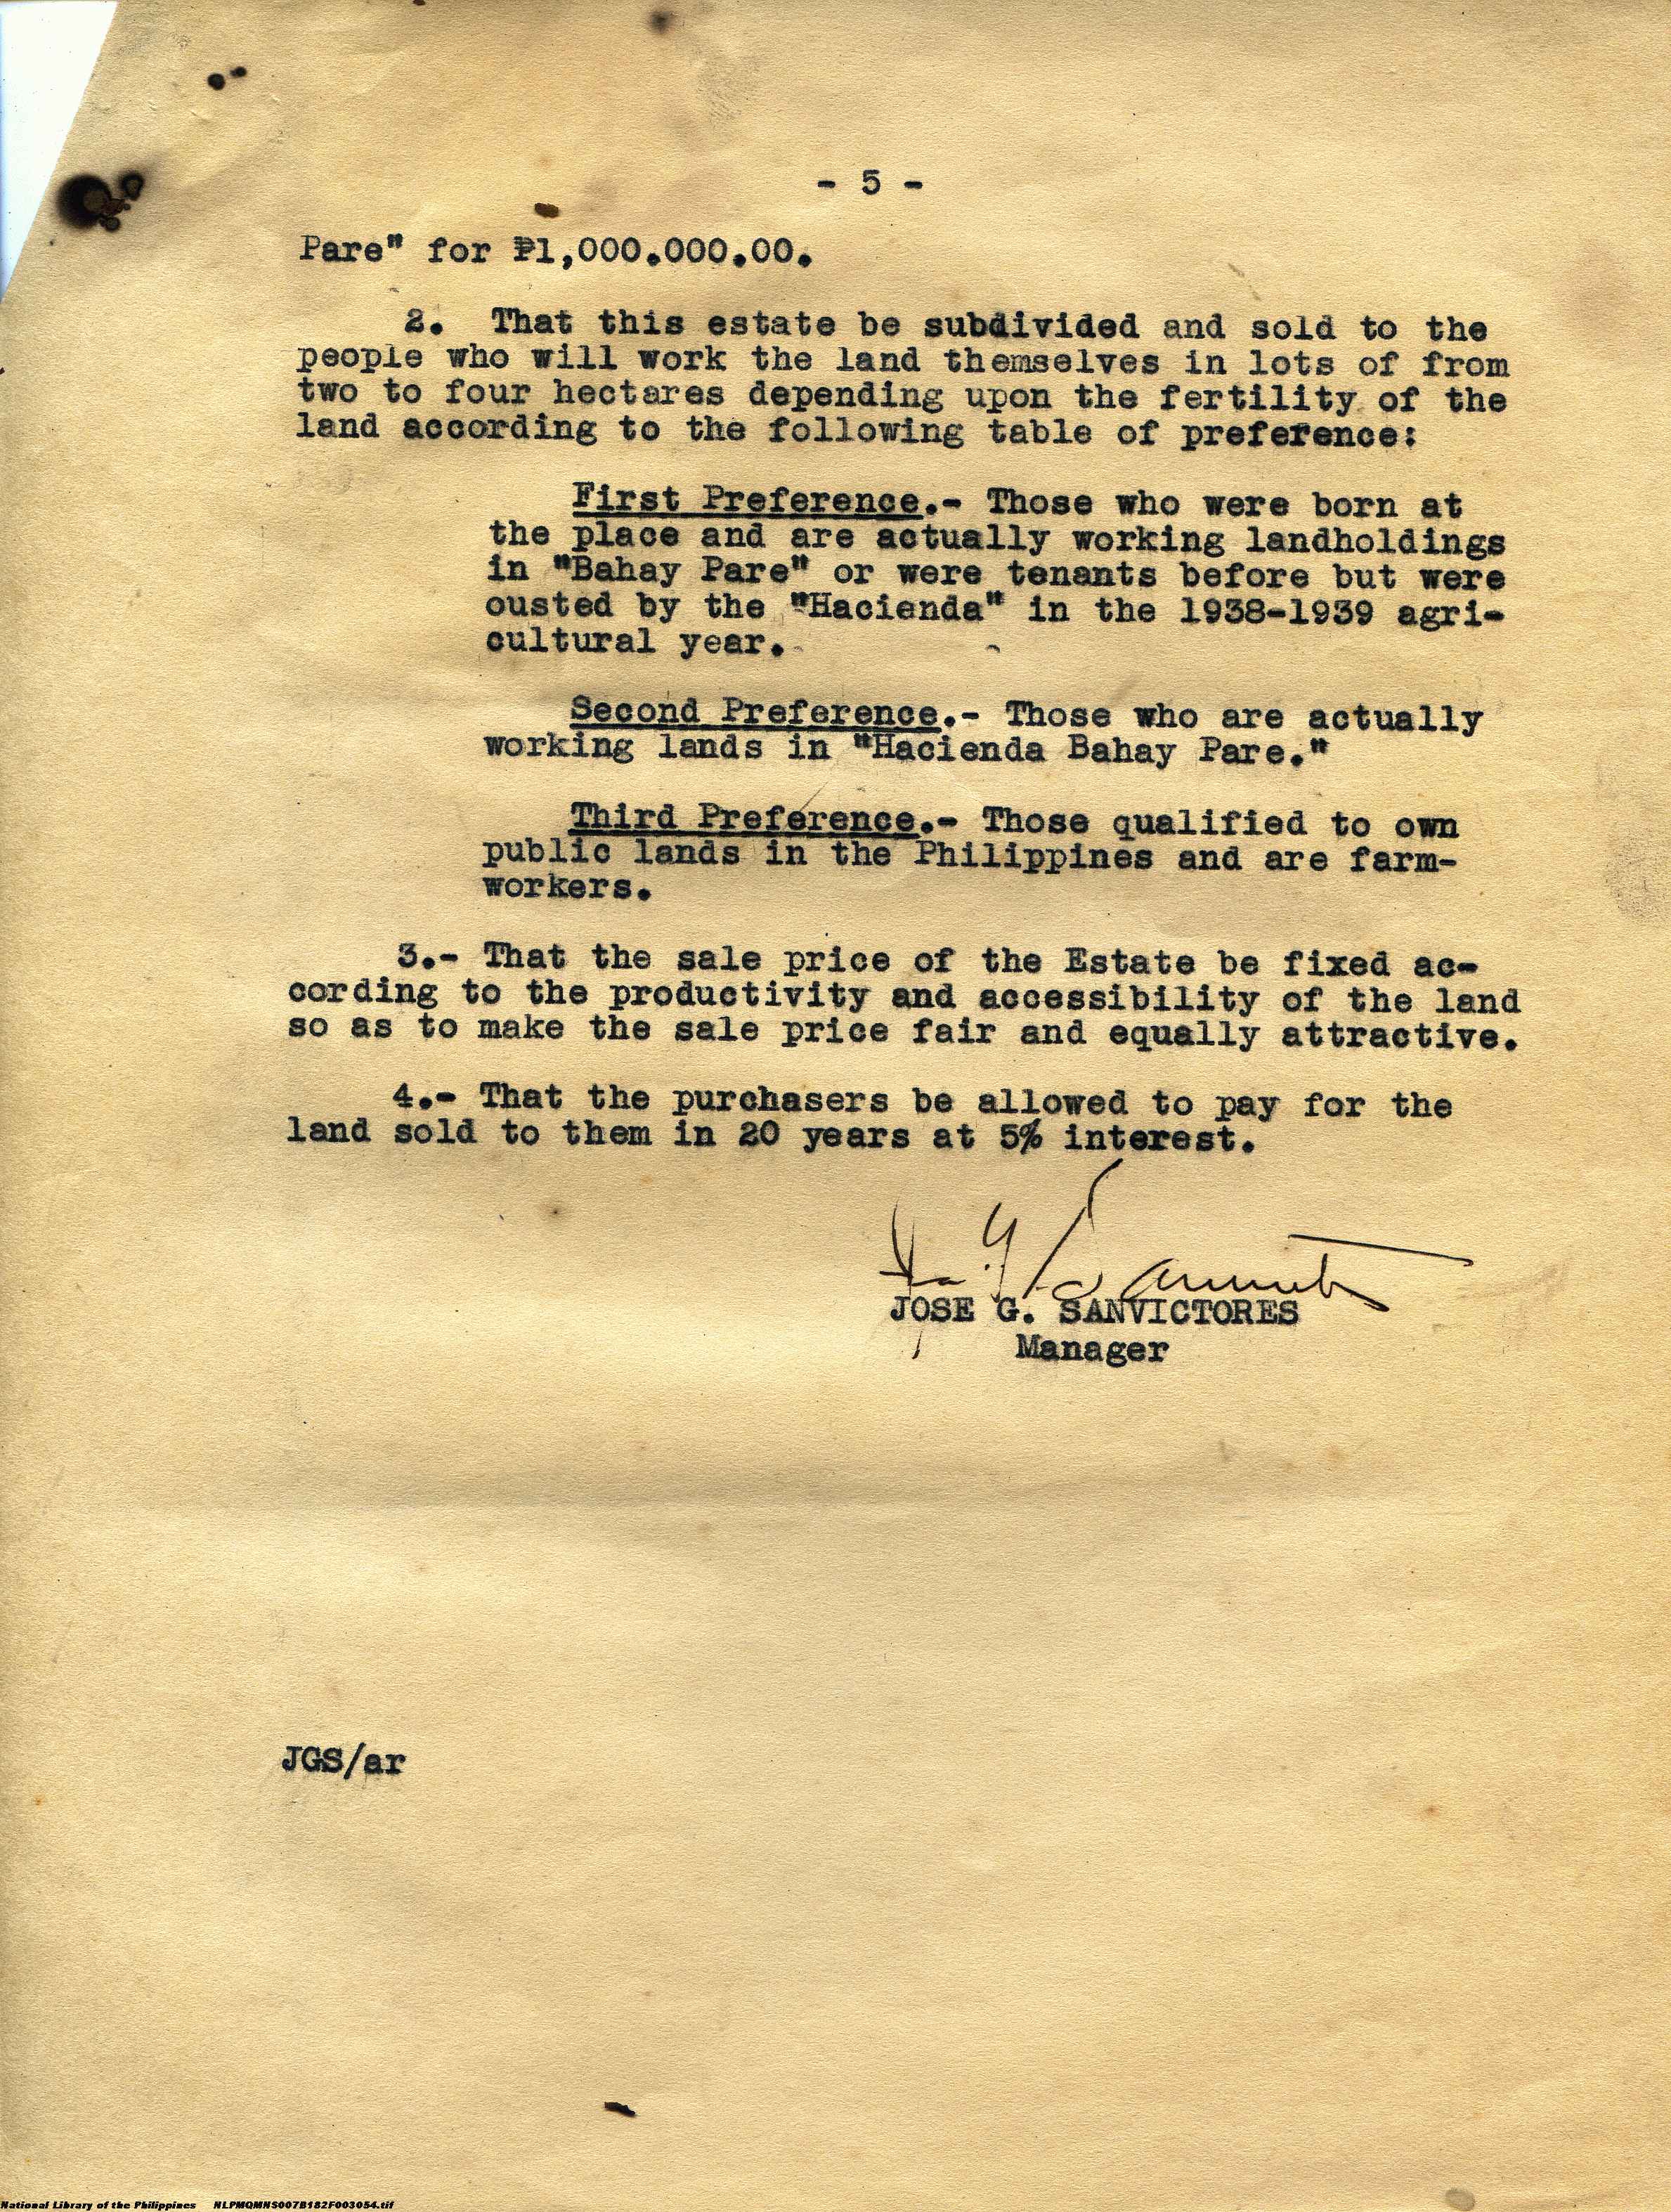 - 5 -
Pare" for ₱1,000.000.00.
2. That this estate be subdivided and sold to the
people who will work the land themselves in lots of from
two to four hectares depending upon the fertility of the
land according to the following table of preference:
First Preference.- Those who were born at
the place and are actually working landholdings
in "Bahay Pare" or were tenants before but were
ousted by the "Hacienda" in the 1938-1939 agri-
cultural year.
Second Preference.- Those who are actually
working lands in "Hacienda Bahay Pare."
Third Preference.- Those qualified to own
public lands in the Philippines and are farm-
workers.
3.- That the sale price of the Estate be fixed ac-
cording to the productivity and accessibility of the land
so as to make the sale price fair and equally attractive.
4.- That the purchasers be allowed to pay for the
land sold to them in 20 years at 5% interest.
JOSE G. SANVICTORES
Manager
JGS/ar
National Library of the Philippines NLPMQMNS007B182F003054.tif